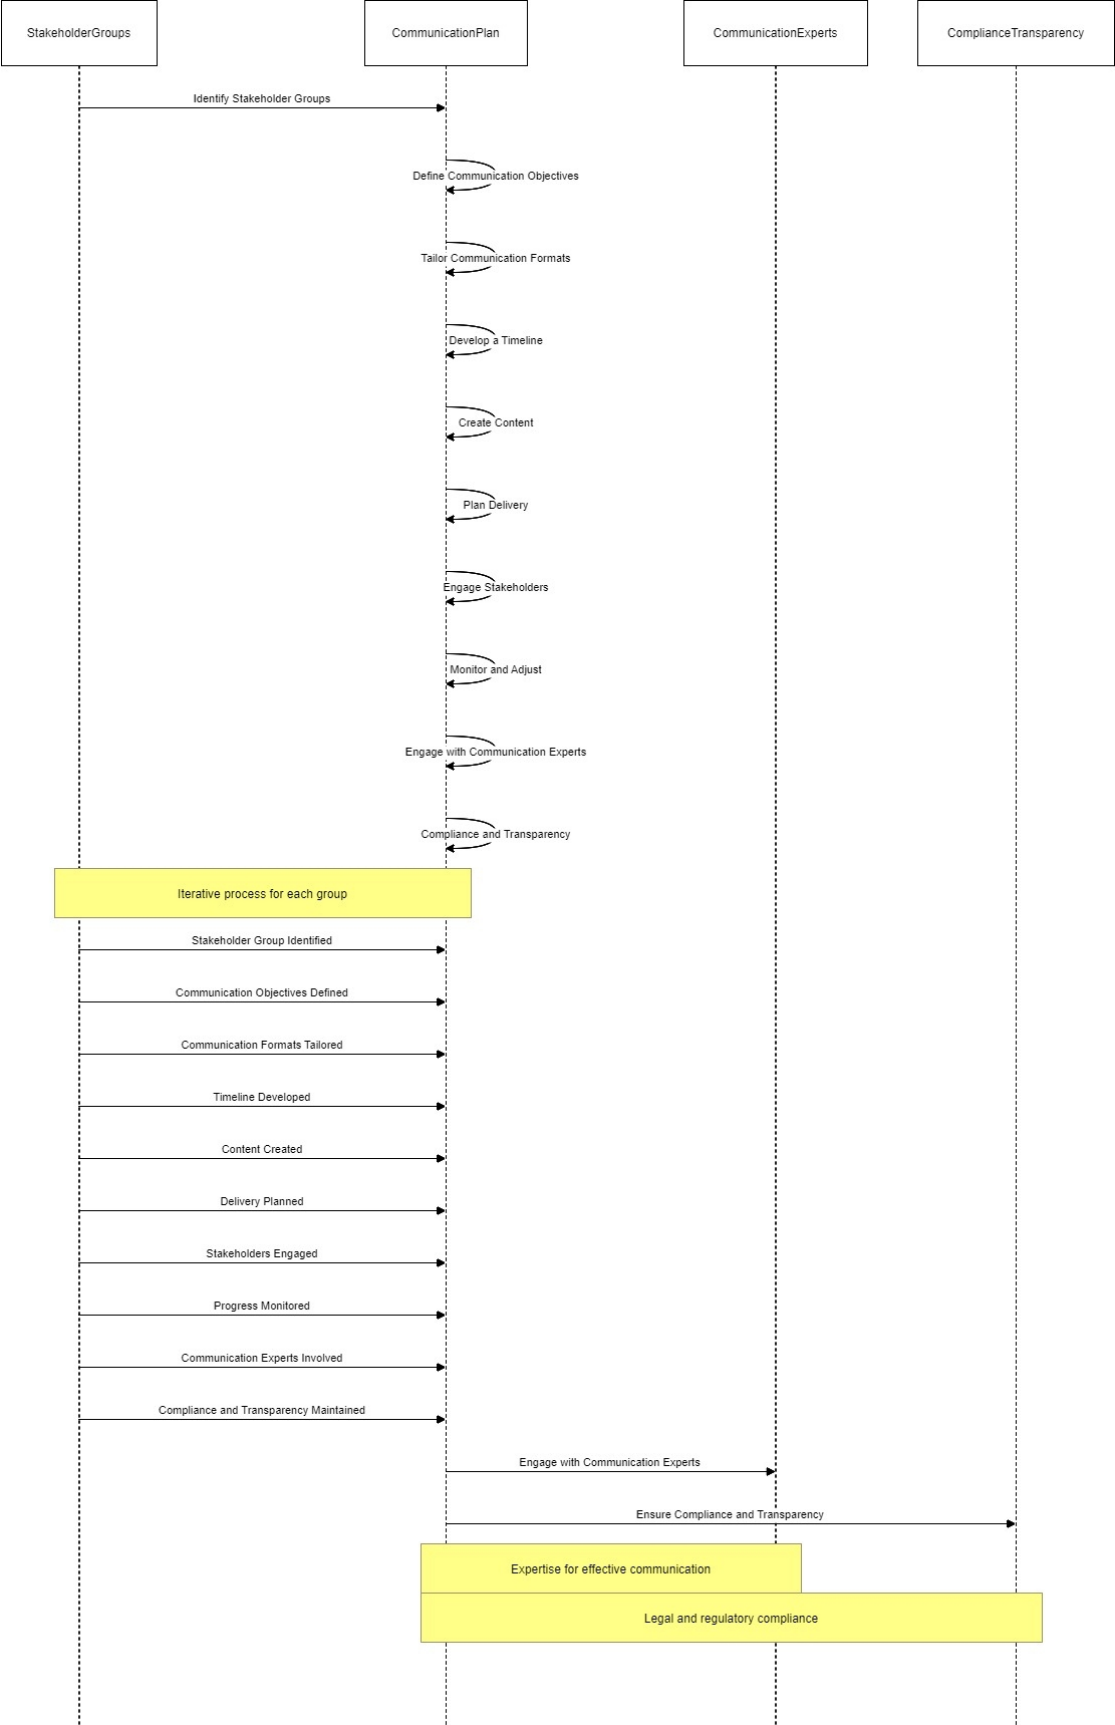 StakeholderGroups
CommunicationPlan
CommunicationExperts
ComplianceTransparency
Identify Stakeholder Groups
Define Communication Objectives
Tailor Communication Formats
Develop a Timeline
Create Content
Plan Delivery
Engage Stakeholders
Monitor and Adjust
Engage with Communication Experts
Compliance and Transparency
Iterative process for each group
Stakeholder Group Identified
Communication Objectives Defined
Communication Formats Tailored
Timeline Developed
Content Created
Delivery Planned
Stakeholders Engaged
Progress Monitored
Communication Experts Involved
Compliance and Transparency Maintained
Engage with Communication Experts
Ensure Compliance and Transparency
Expertise for effective communication
Legal and regulatory compliance